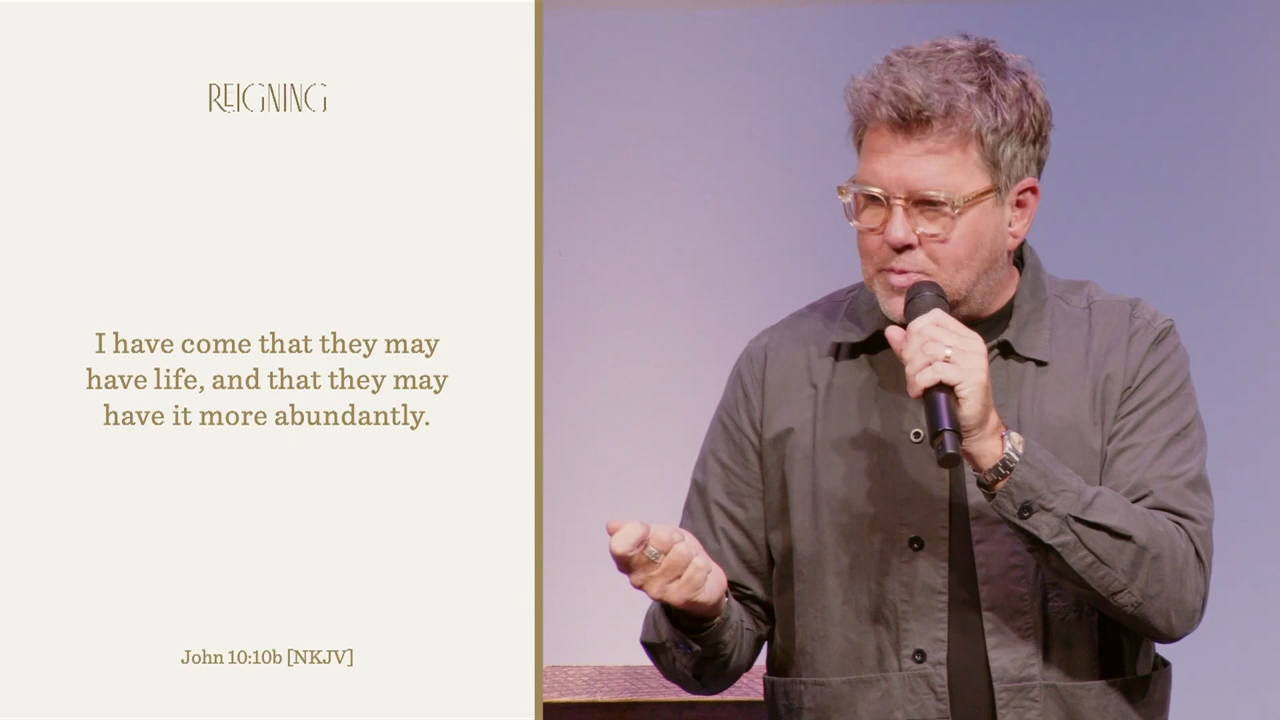 REIGNING
I have come that they may
have life, and that they may
have it more abundantly.
John 10:10b [NKJV]